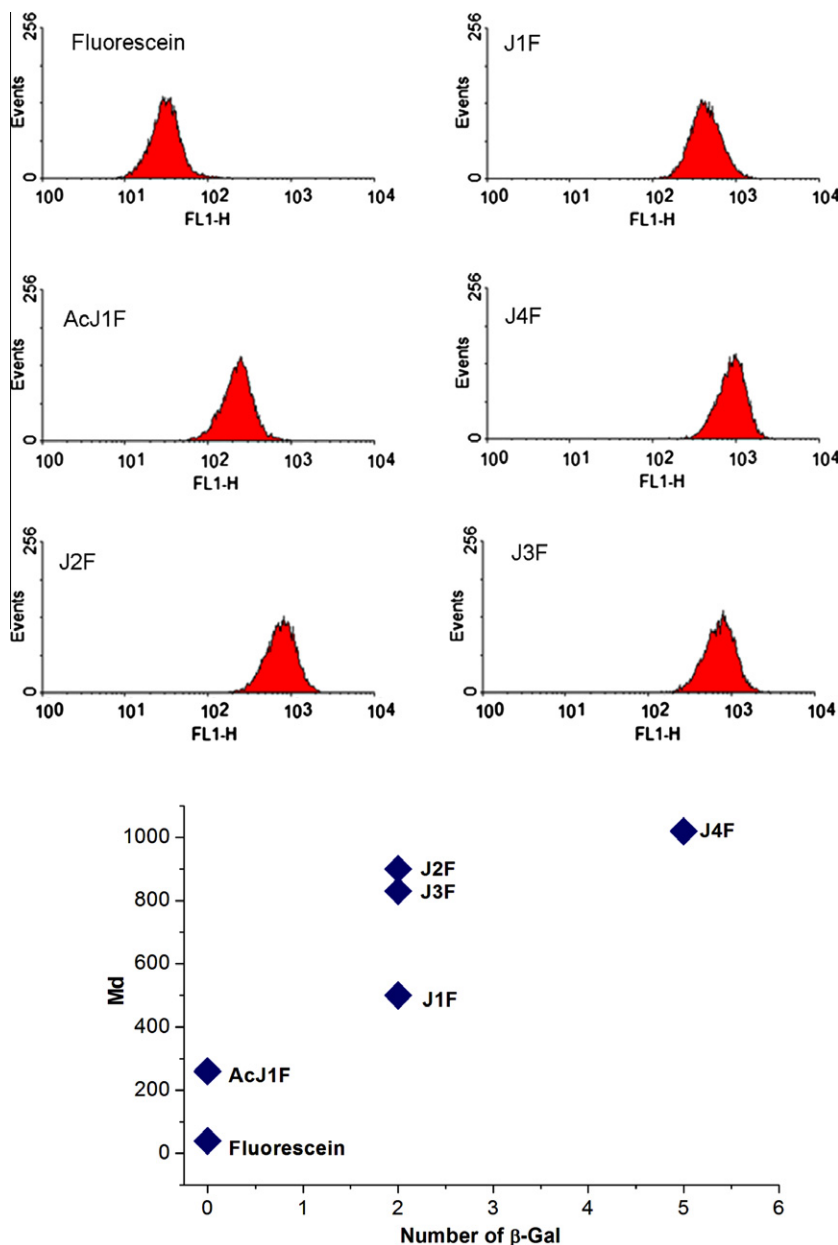 256
Fluorescein
Events
0
100 101 102 103 104
FL1-H
256
J1F
Events
0
100 101 102 103 104
FL1-H
256
AcJ1F
Events
0
100 101 102 103 104
FL1-H
256
J4F
Events
0
100 101 102 103 104
FL1-H
256
J2F
Events
0
100 101 102 103 104
FL1-H
256
J3F
Events
0
100 101 102 103 104
FL1-H
Md
1000
800
600
400
200
0
J4F
J2F
J3F
J1F
AcJ1F
Fluorescein
0 1 2 3 4 5 6
Number of β-Gal